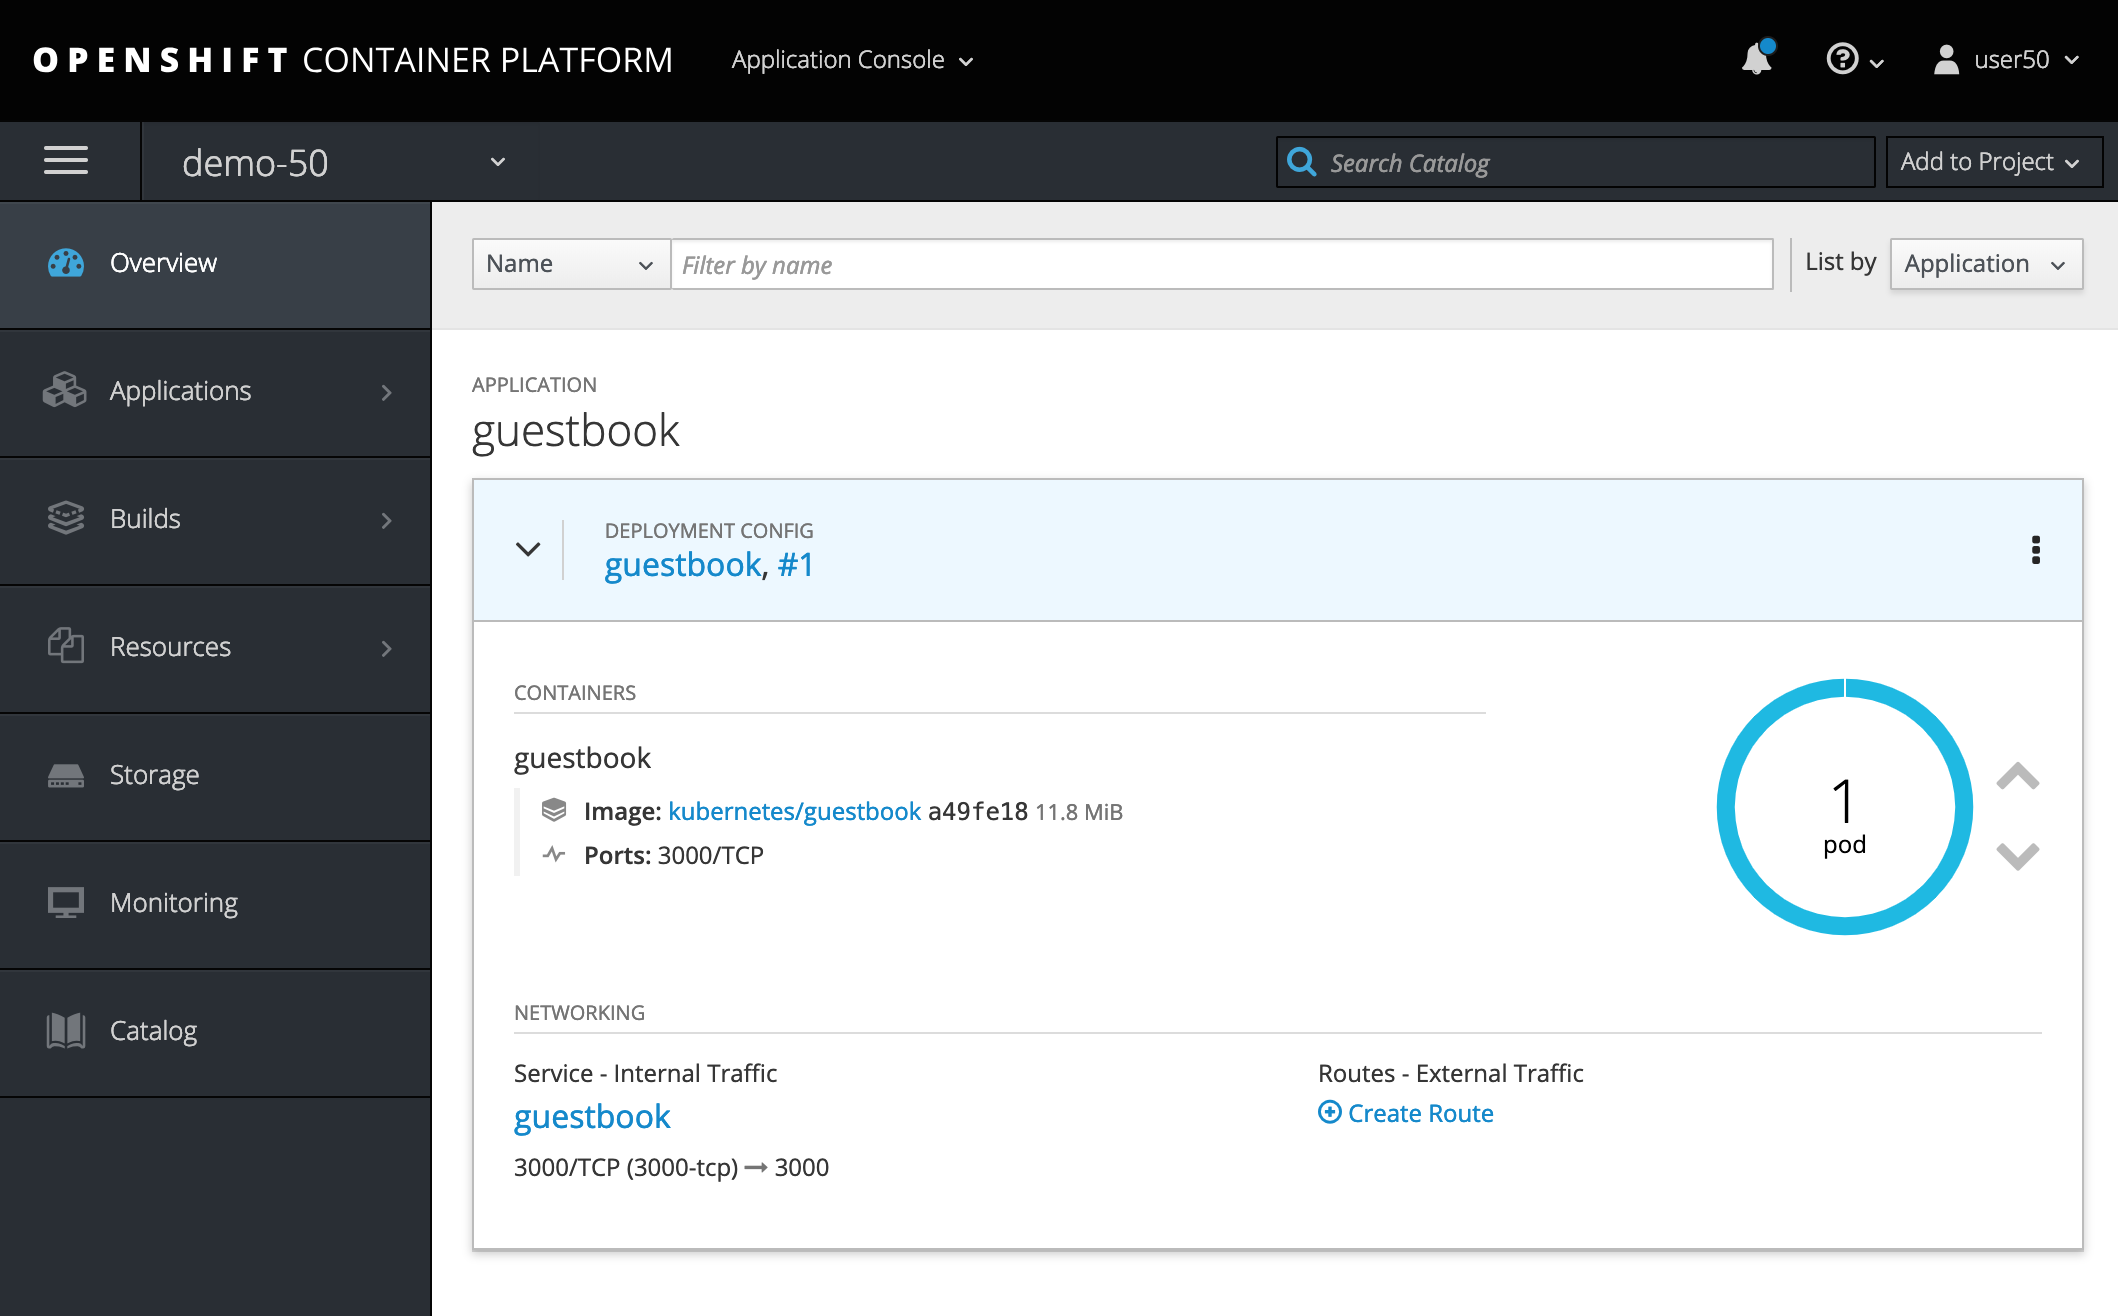 OPENSHIFT CONTAINER PLATFORM Application Console user50
demo-50 Search Catalog Add to Project
Overview
Applications
Builds
Resources
Storage
Monitoring
Catalog
Name Filter by name List by Application
APPLICATION
guestbook
DEPLOYMENT CONFIG
guestbook, #1
CONTAINERS
guestbook
Image: kubernetes/guestbook a49fe18 11.8 MiB
Ports: 3000/TCP
1
pod
NETWORKING
Service - Internal Traffic
guestbook
3000/TCP (3000-tcp) → 3000
Routes - External Traffic
Create Route